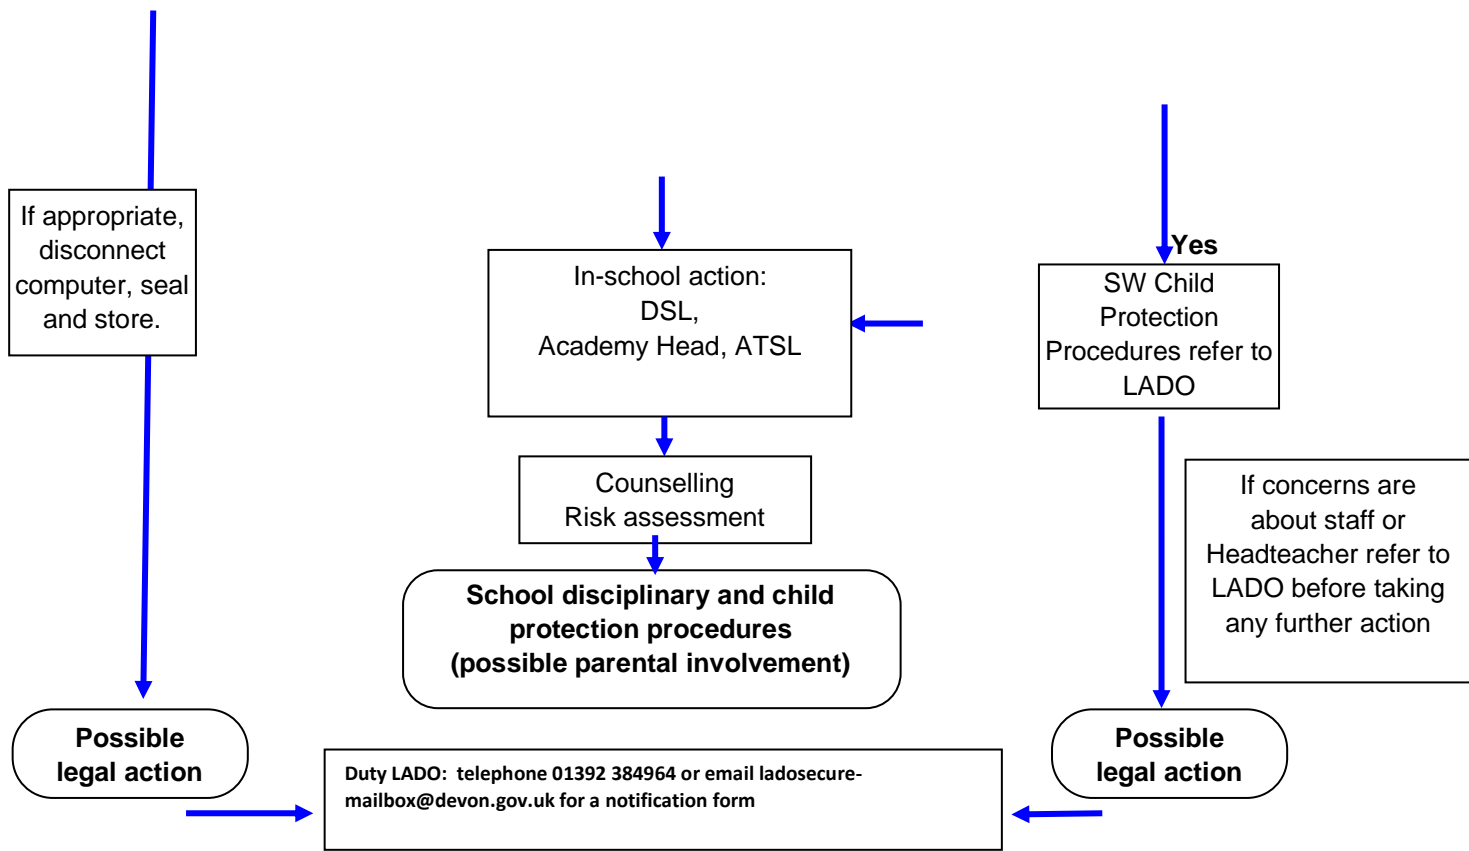 If appropriate,
disconnect
computer, seal
and store.
In-school action:
DSL,
Academy Head, ATSL
Yes
SW Child
Protection
Procedures refer to
LADO
Counselling
Risk assessment
If concerns are
about staff or
Headteacher refer to
LADO before taking
any further action
School disciplinary and child
protection procedures
(possible parental involvement)
Possible
legal action
Duty LADO: telephone 01392 384964 or email ladosecure-
mailbox@devon.gov.uk for a notification form
Possible
legal action